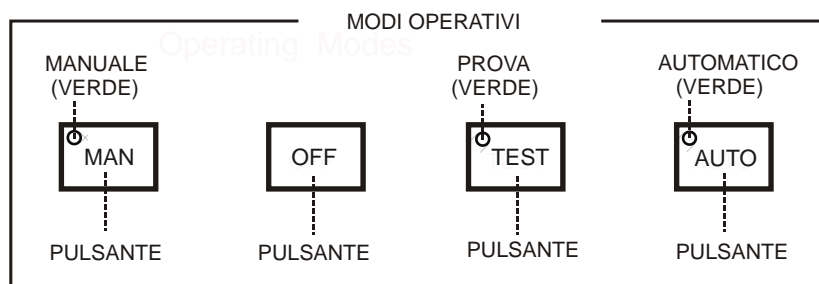 MODI OPERATIVI
Operating Modes
MANUALE
(VERDE)
PROVA
(VERDE)
AUTOMATICO
(VERDE)
MAN
OFF
TEST
AUTO
PULSANTE
PULSANTE
PULSANTE
PULSANTE